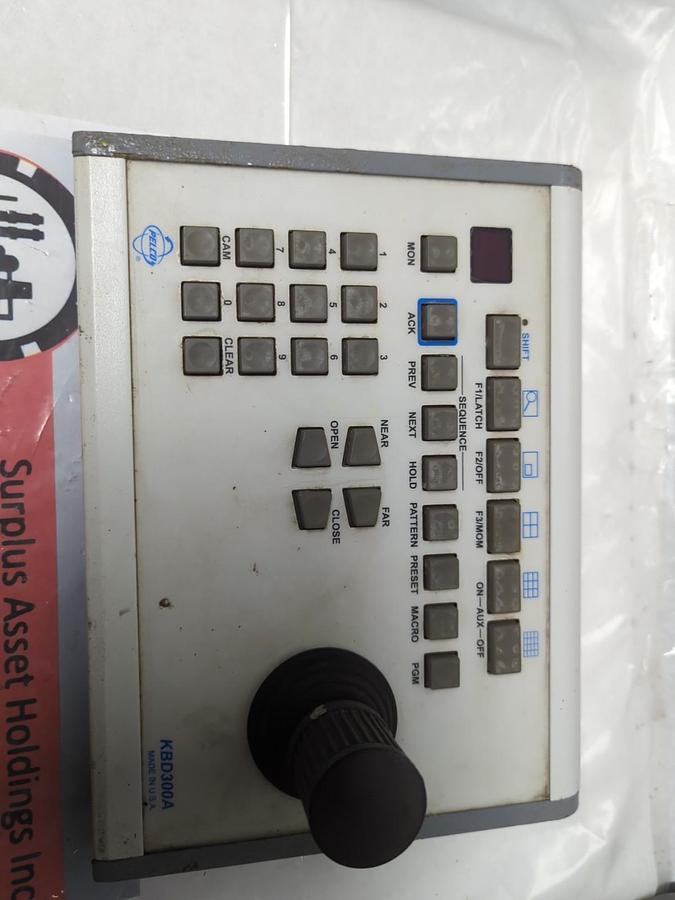 SHIFT
F1/LATCH
F2/OFF
F3/MOM
ON—AUX—OFF
SEQUENCE
MON
ACK
PREV
NEXT
HOLD
PATTERN
PRESET
MACRO
PGM
1
2
3
4
5
6
7
8
9
CAM
0
CLEAR
NEAR
FAR
OPEN
CLOSE
PELCO®
KBD300A
MADE IN U.S.A.
Surplus Asset Holdings Inc